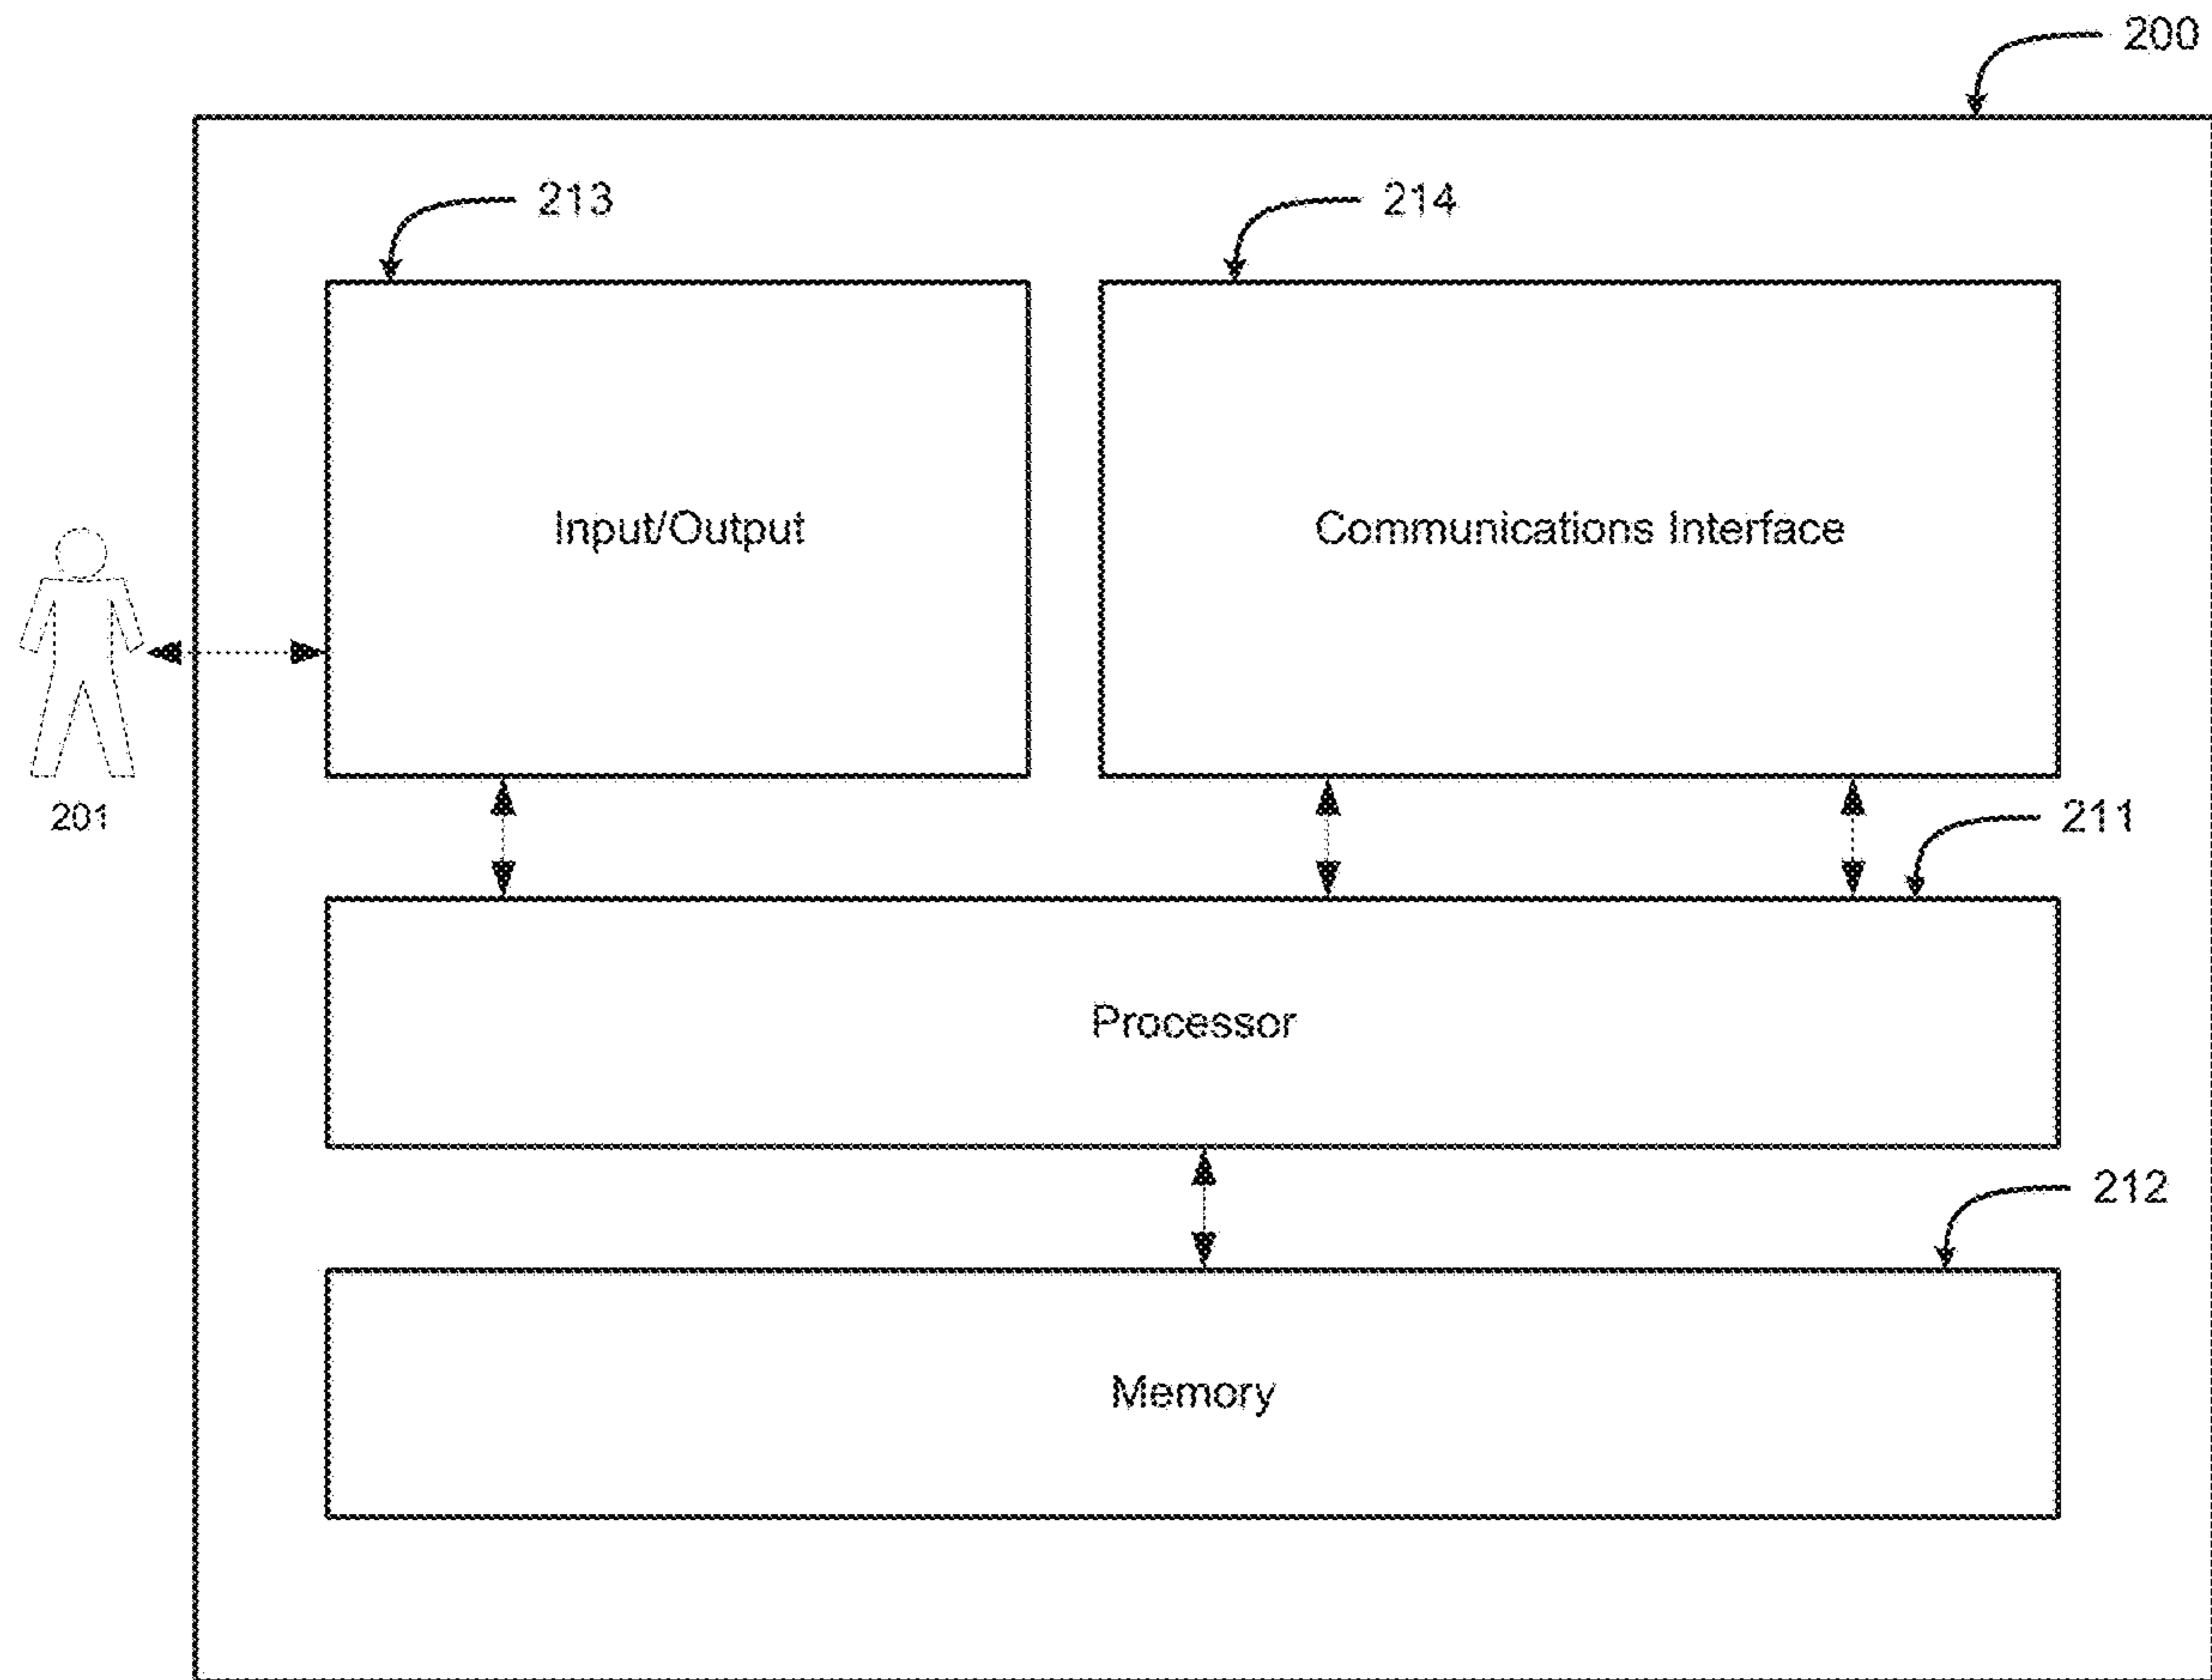 200
213
214
Input/Output
Communications Interface
201
211
Processor
212
Memory